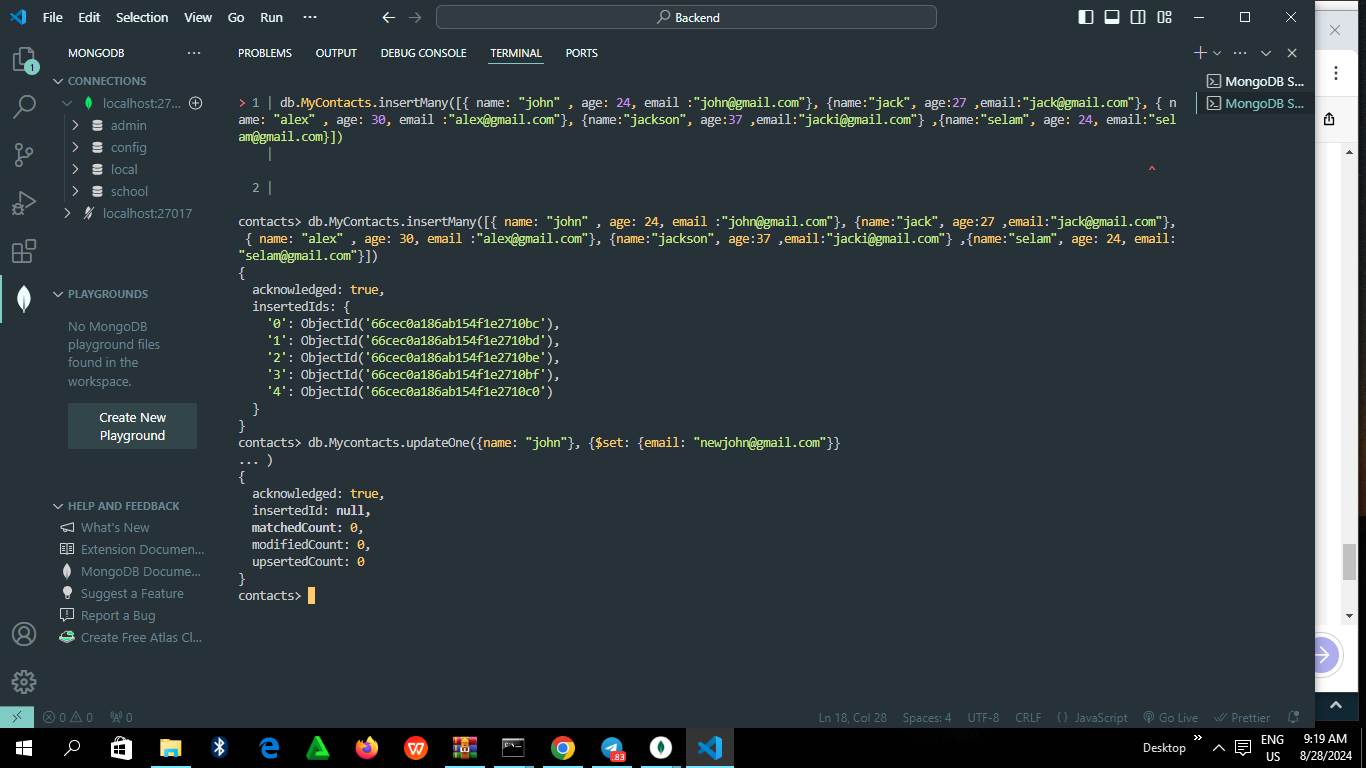 File Edit Selection View Go Run ··· Backend
MONGODB ···
PROBLEMS OUTPUT DEBUG CONSOLE TERMINAL PORTS
CONNECTIONS
localhost:27...
admin
config
local
school
localhost:27017
PLAYGROUNDS
No MongoDB
playground files
found in the
workspace.
Create New
Playground
HELP AND FEEDBACK
What's New
Extension Documen...
MongoDB Docume...
Suggest a Feature
Report a Bug
Create Free Atlas Cl...
> 1 | db.MyContacts.insertMany([{ name: "john" , age: 24, email :"john@gmail.com"}, {name:"jack", age:27 ,email:"jack@gmail.com"}, { n
ame: "alex" , age: 30, email :"alex@gmail.com"}, {name:"jackson", age:37 ,email:"jacki@gmail.com"} ,{name:"selam", age: 24, email:"sel
am@gmail.com}])
|
^
2 |
contacts> db.MyContacts.insertMany([{ name: "john" , age: 24, email :"john@gmail.com"}, {name:"jack", age:27 ,email:"jack@gmail.com"},
{ name: "alex" , age: 30, email :"alex@gmail.com"}, {name:"jackson", age:37 ,email:"jacki@gmail.com"} ,{name:"selam", age: 24, email:
"selam@gmail.com"}])
{
acknowledged: true,
insertedIds: {
'0': ObjectId('66cec0a186ab154f1e2710bc'),
'1': ObjectId('66cec0a186ab154f1e2710bd'),
'2': ObjectId('66cec0a186ab154f1e2710be'),
'3': ObjectId('66cec0a186ab154f1e2710bf'),
'4': ObjectId('66cec0a186ab154f1e2710c0')
}
}
contacts> db.Mycontacts.updateOne({name: "john"}, {$set: {email: "newjohn@gmail.com"}}
... )
{
acknowledged: true,
insertedId: null,
matchedCount: 0,
modifiedCount: 0,
upsertedCount: 0
}
contacts>
MongoDB S...
MongoDB S...
0 0 0 Ln 18, Col 28 Spaces: 4 UTF-8 CRLF {} JavaScript Go Live Prettier
83
Desktop
ENG
US
9:19 AM
8/28/2024
1